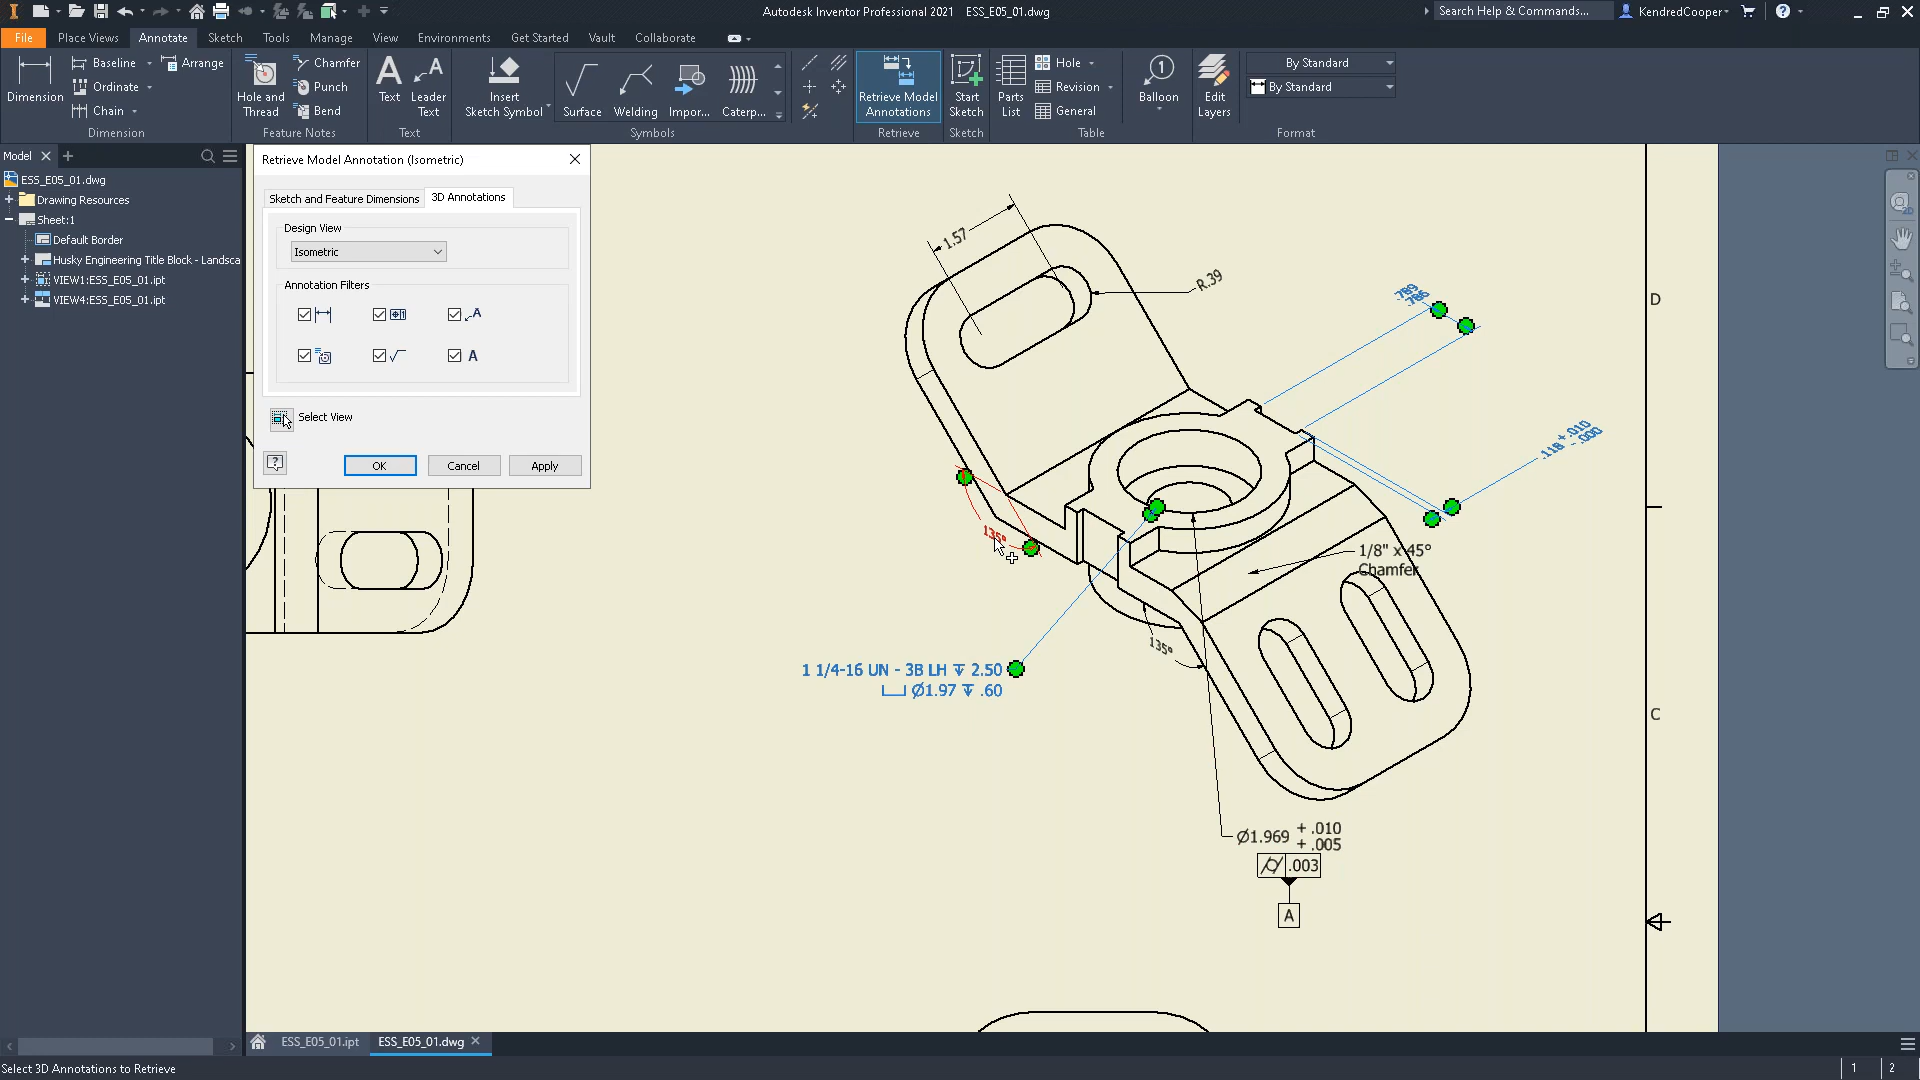 Autodesk Inventor Professional 2021 ESS_E05_01.dwg
Search Help & Commands...
KendredCooper
File Place Views Annotate Sketch Tools Manage View Environments Get Started Vault Collaborate
Dimension
Baseline
Ordinate
Chain
Arrange
Dimension
Hole and
Thread
Chamfer
Punch
Bend
Feature Notes
Text
Leader
Text
Text
Insert
Sketch Symbol
Surface
Welding
Impor...
Caterp...
Symbols
Retrieve Model
Annotations
Retrieve
Start
Sketch
Sketch
Parts
List
Hole
Revision
General
Table
1
Balloon
Edit
Layers
By Standard
By Standard
Format
Model
ESS_E05_01.dwg
Drawing Resources
Sheet:1
Default Border
Husky Engineering Title Block - Landsca
VIEW1:ESS_E05_01.ipt
VIEW4:ESS_E05_01.ipt
Retrieve Model Annotation (Isometric)
Sketch and Feature Dimensions
3D Annotations
Design View
Isometric
Annotation Filters
A
A
Select View
OK
Cancel
Apply
1.57
R.39
.789
.786
.118 +.010
-.000
135°
1/8" x 45°
Chamfer
135°
1 1/4-16 UN - 3B LH ↧ 2.50
⌴ Ø1.97 ↧ .60
Ø1.969 + .010
+ .005
⌭ .003
A
D
C
ESS_E05_01.ipt
ESS_E05_01.dwg
Select 3D Annotations to Retrieve
1
2